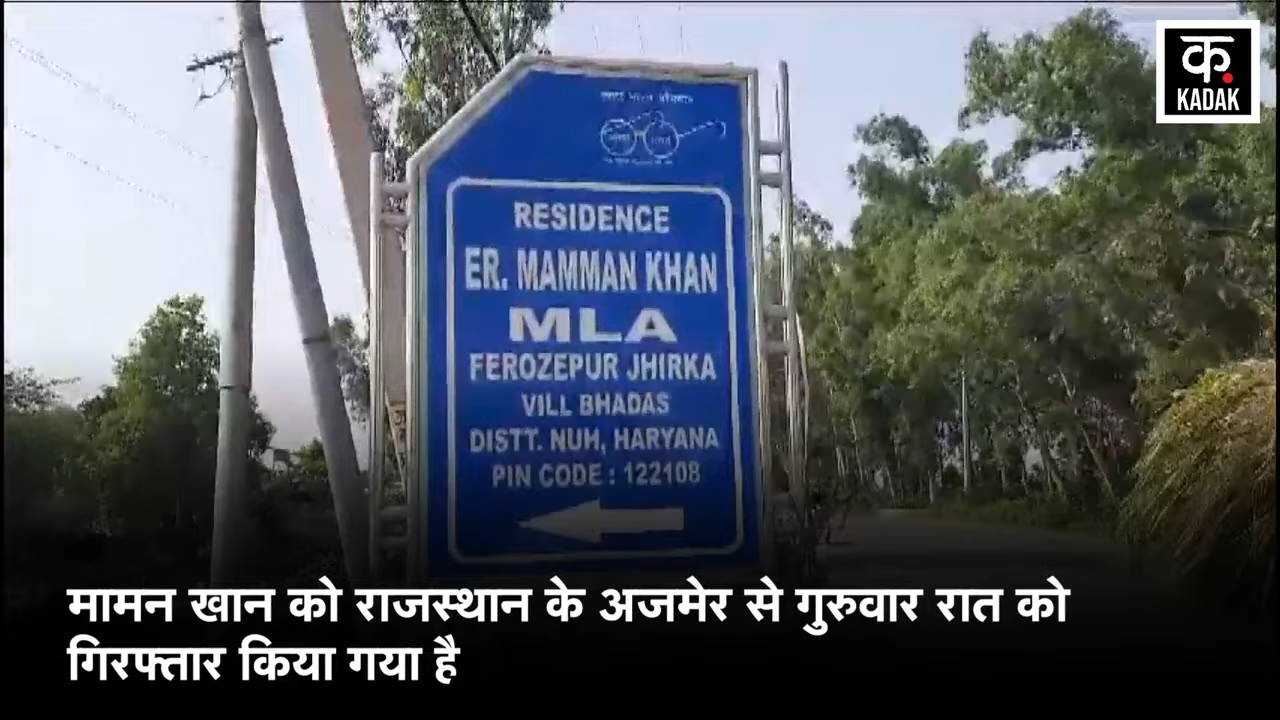 क.
KADAK
RESIDENCE
ER. MAMMAN KHAN
MLA
FEROZEPUR JHIRKA
VILL BHADAS
DISTT. NUH, HARYANA
PIN CODE : 122108
मामन खान को राजस्थान के अजमेर से गुरुवार रात को
गिरफ्तार किया गया है